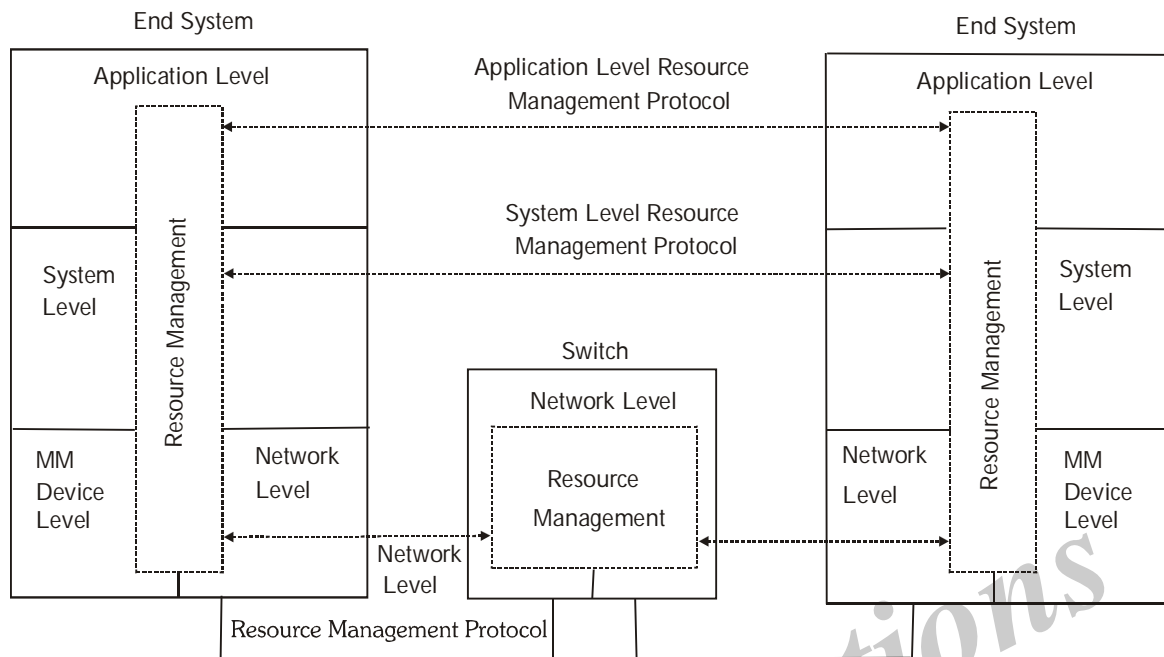 End System
End System
Application Level
Application Level Resource
Management Protocol
Application Level
System Level Resource
Management Protocol
System
Level
Resource Management
Resource Management
System
Level
Switch
Network Level
MM
Device
Level
Network
Level
Resource
Management
Network
Level
MM
Device
Level
Network
Level
Resource Management Protocol